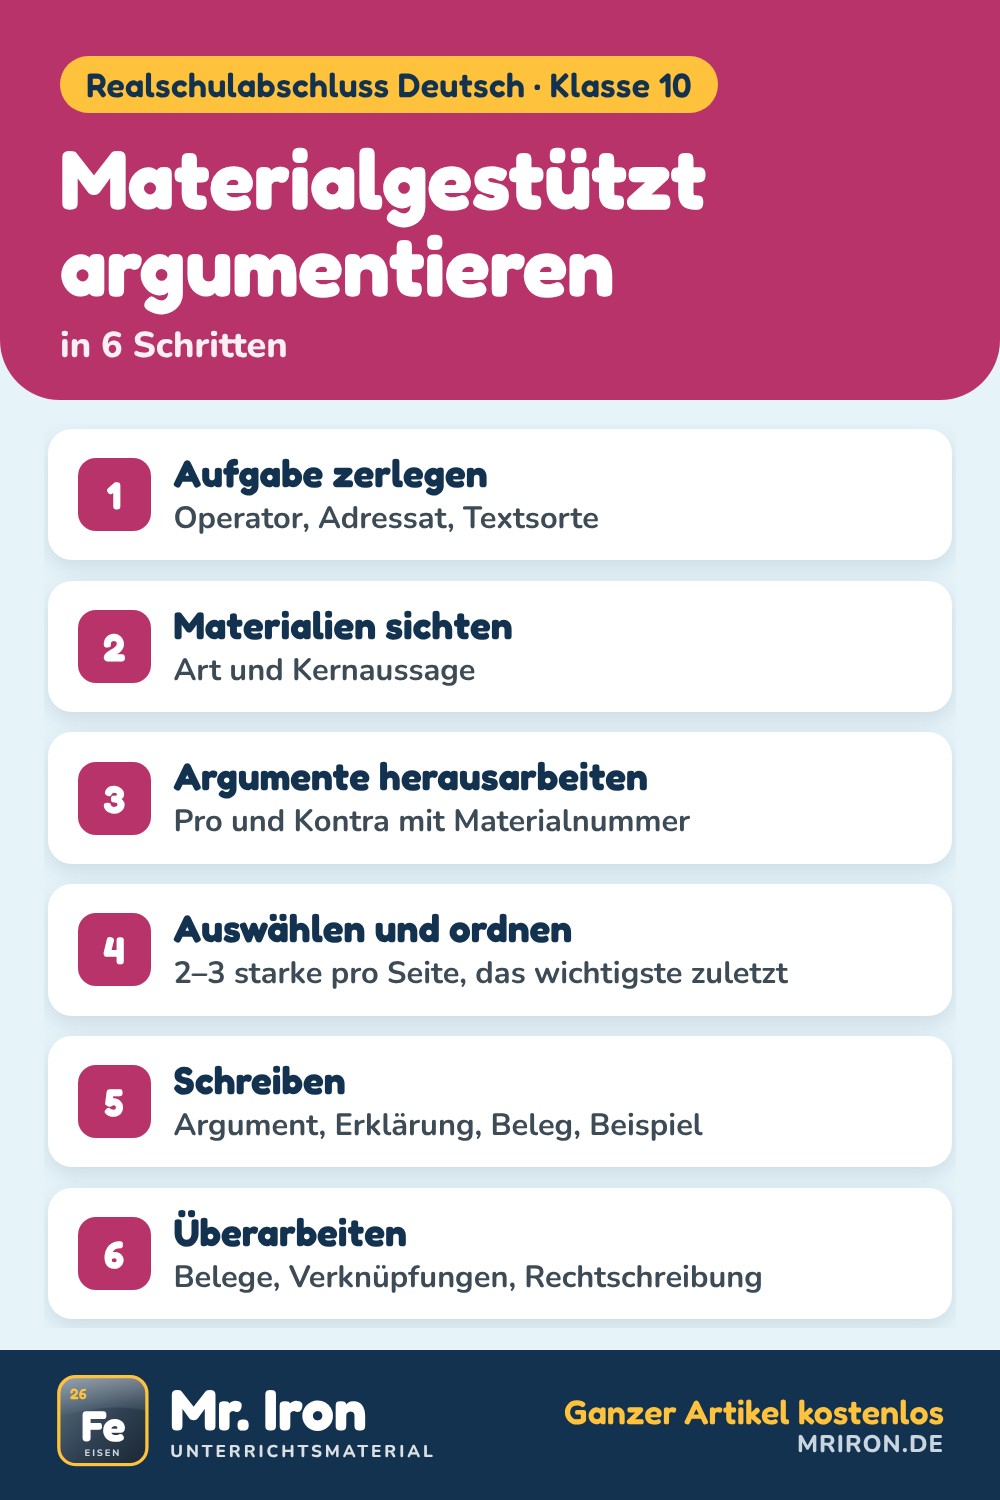 Realschulabschluss Deutsch · Klasse 10
Materialgestützt
argumentieren
in 6 Schritten
1
Aufgabe zerlegen
Operator, Adressat, Textsorte
2
Materialien sichten
Art und Kernaussage
3
Argumente herausarbeiten
Pro und Kontra mit Materialnummer
4
Auswählen und ordnen
2–3 starke pro Seite, das wichtigste zuletzt
5
Schreiben
Argument, Erklärung, Beleg, Beispiel
6
Überarbeiten
Belege, Verknüpfungen, Rechtschreibung
26
Fe
EISEN
Mr. Iron
UNTERRICHTSMATERIAL
Ganzer Artikel kostenlos
MRIRON.DE